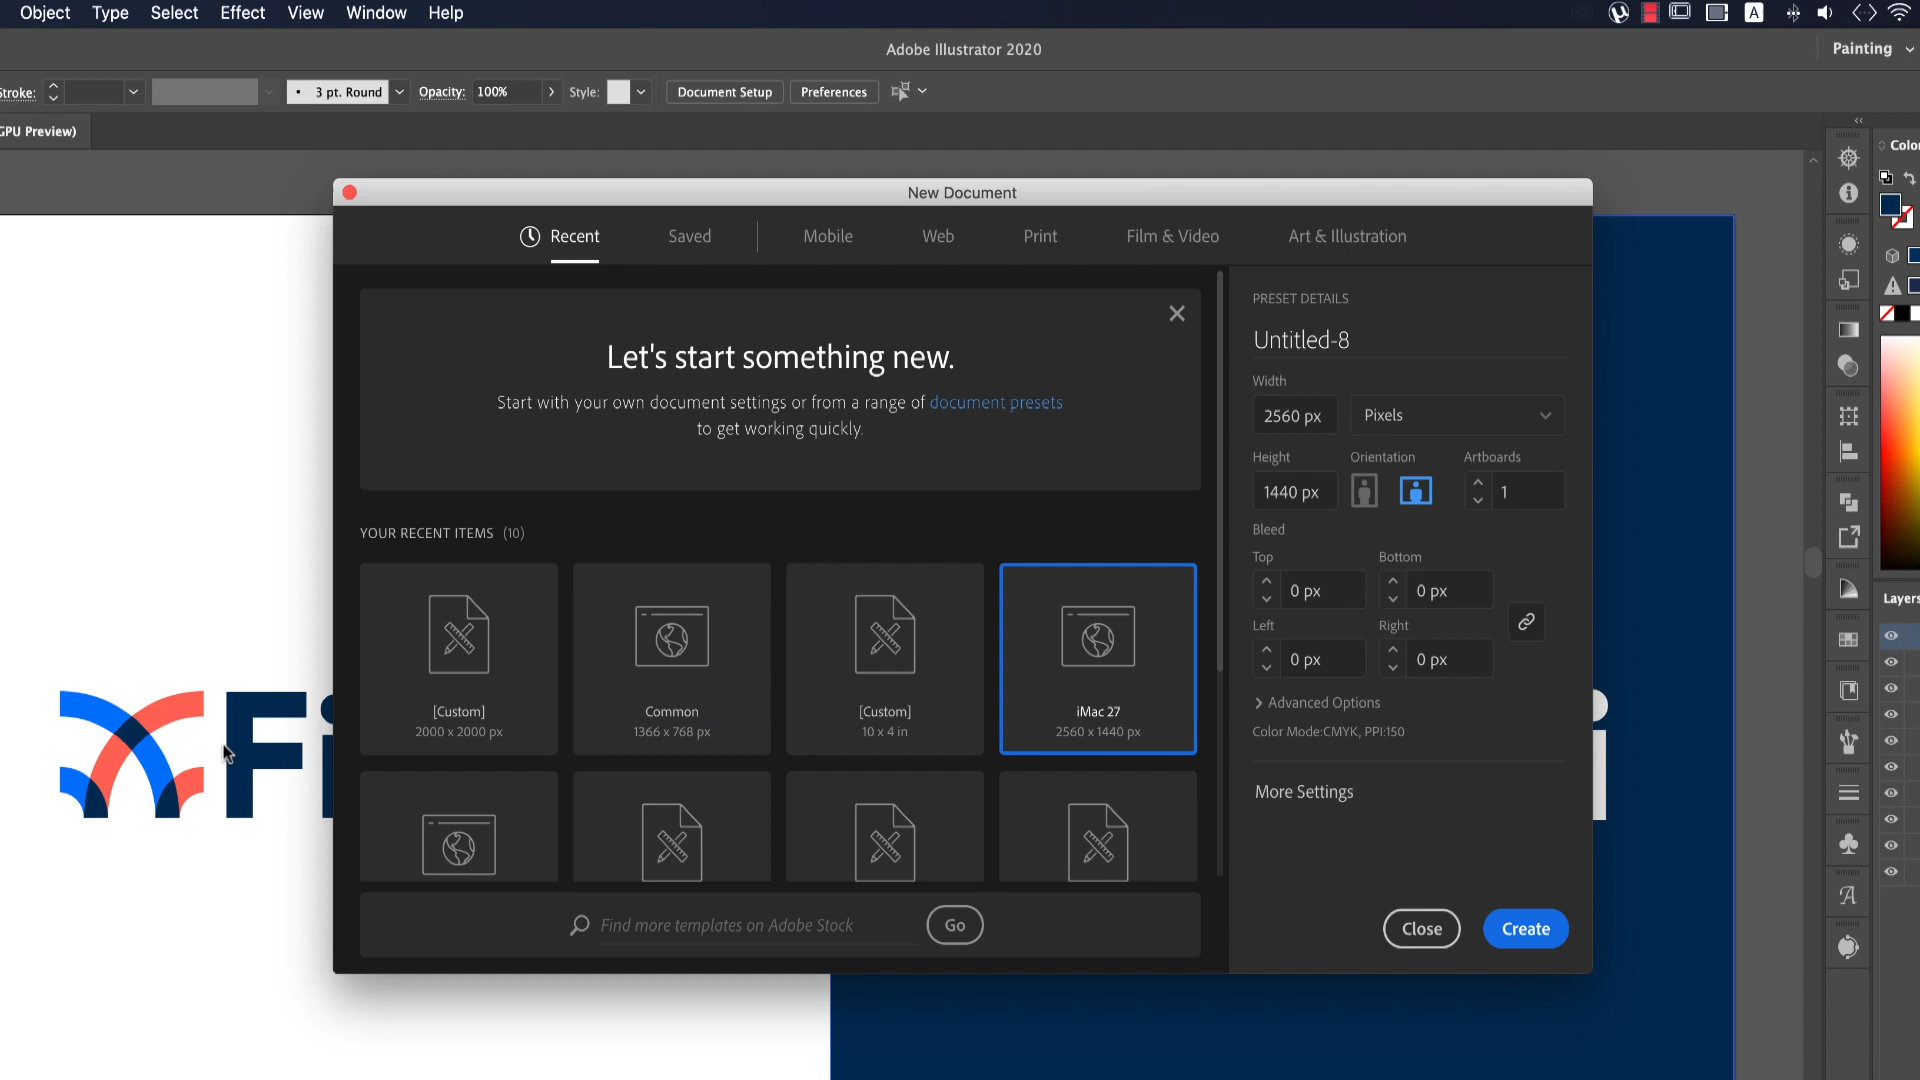 Object Type Select Effect View Window Help
A
Adobe Illustrator 2020
Painting
Stroke:
3 pt. Round
Opacity: 100%
Style:
Document Setup
Preferences
GPU Preview)
Color
New Document
Recent
Saved
Mobile
Web
Print
Film & Video
Art & Illustration
Let's start something new.
Start with your own document settings or from a range of document presets
to get working quickly.
YOUR RECENT ITEMS (10)
[Custom]
2000 x 2000 px
Common
1366 x 768 px
[Custom]
10 x 4 in
iMac 27
2560 x 1440 px
Find more templates on Adobe Stock
Go
PRESET DETAILS
Untitled-8
Width
2560 px
Pixels
Height
Orientation
Artboards
1440 px
1
Bleed
Top
Bottom
0 px
0 px
Left
Right
0 px
0 px
Advanced Options
Color Mode:CMYK, PPI:150
More Settings
Close
Create
Layers
Fi